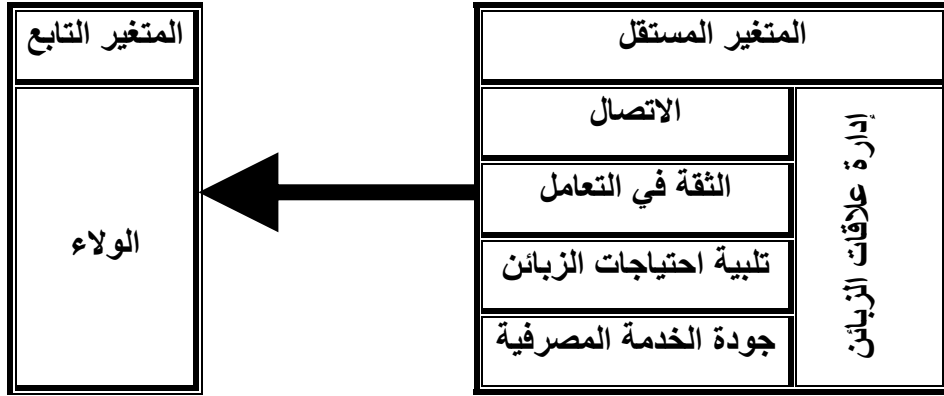 المتغير المستقل
إدارة علاقات الزبائن
الاتصال
الثقة في التعامل
تلبية احتياجات الزبائن
جودة الخدمة المصرفية
المتغير التابع
الولاء